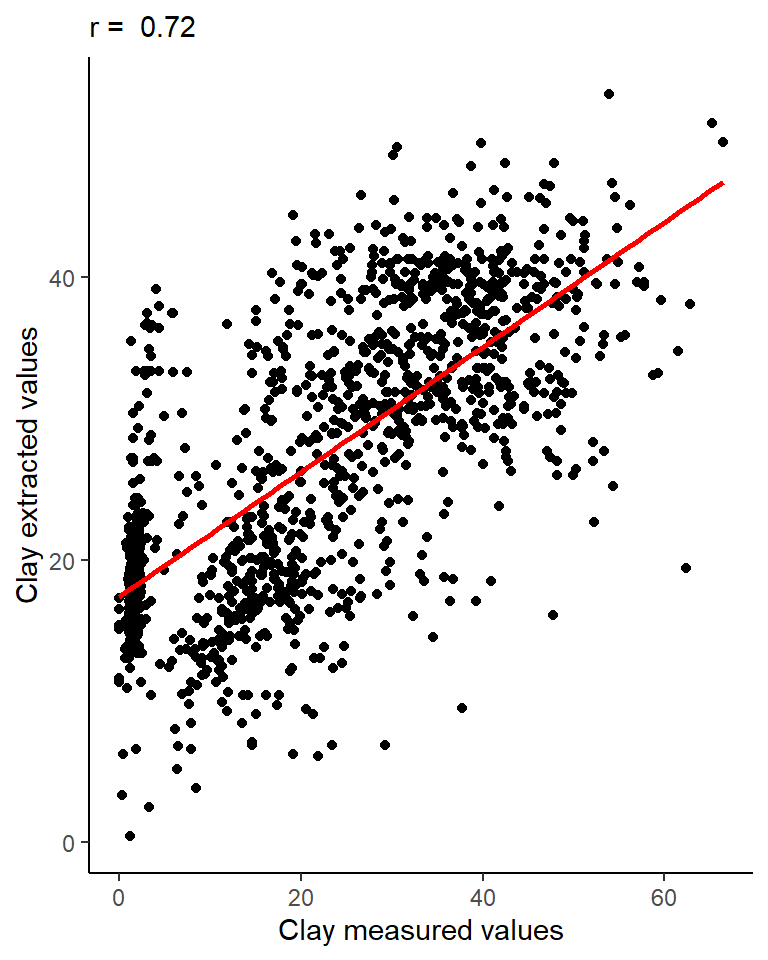 r =  0.72
Clay extracted values
40
20
0
0 20 40 60
Clay measured values